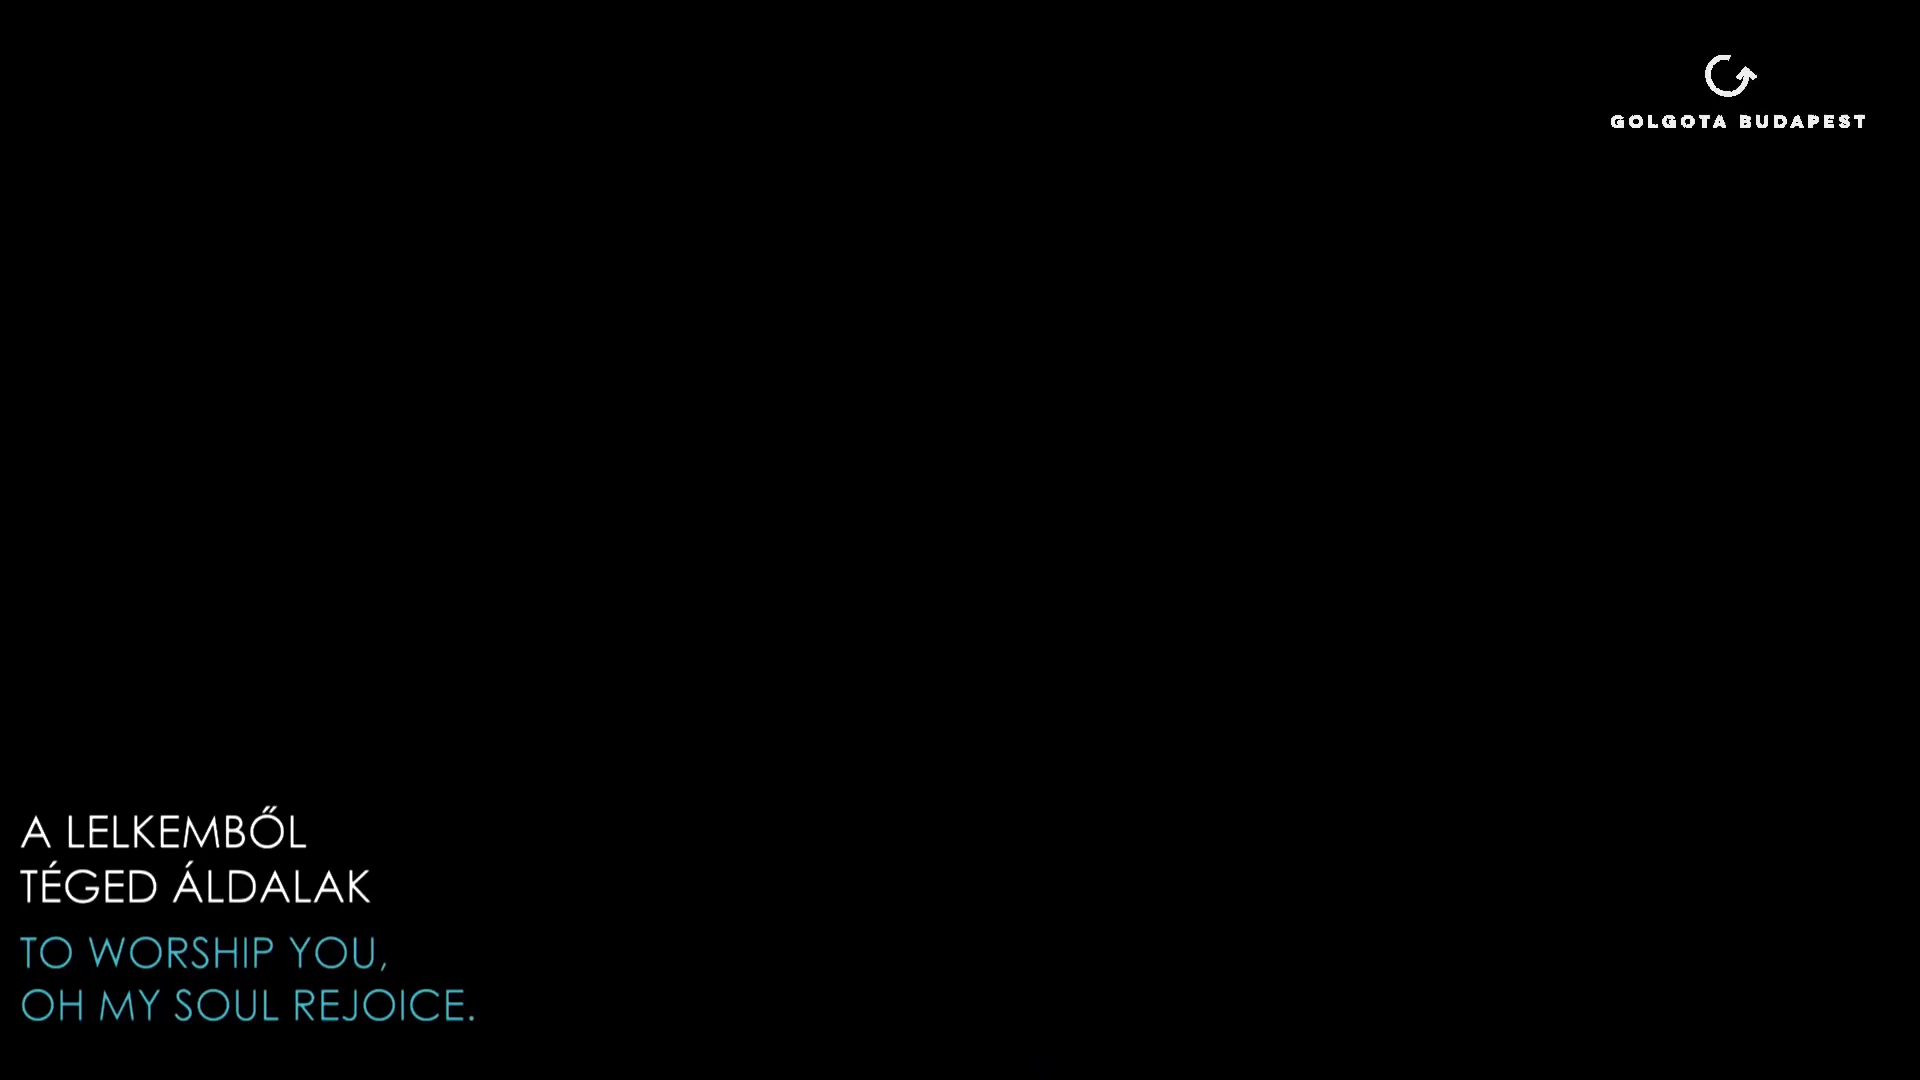 GOLGOTA BUDAPEST
A LELKEMBŐL
TÉGED ÁLDALAK
TO WORSHIP YOU,
OH MY SOUL REJOICE.